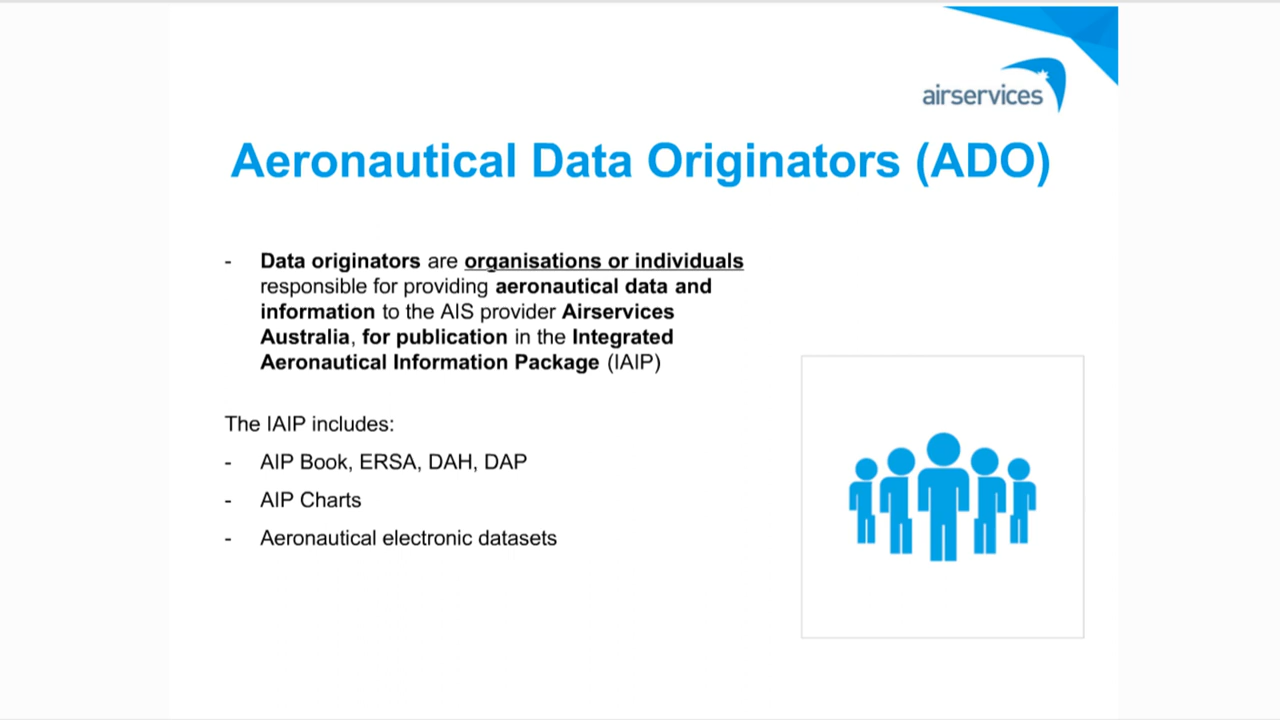 airservices
Aeronautical Data Originators (ADO)
- Data originators are organisations or individuals
responsible for providing aeronautical data and
information to the AIS provider Airservices
Australia, for publication in the Integrated
Aeronautical Information Package (IAIP)
The IAIP includes:
- AIP Book, ERSA, DAH, DAP
- AIP Charts
- Aeronautical electronic datasets